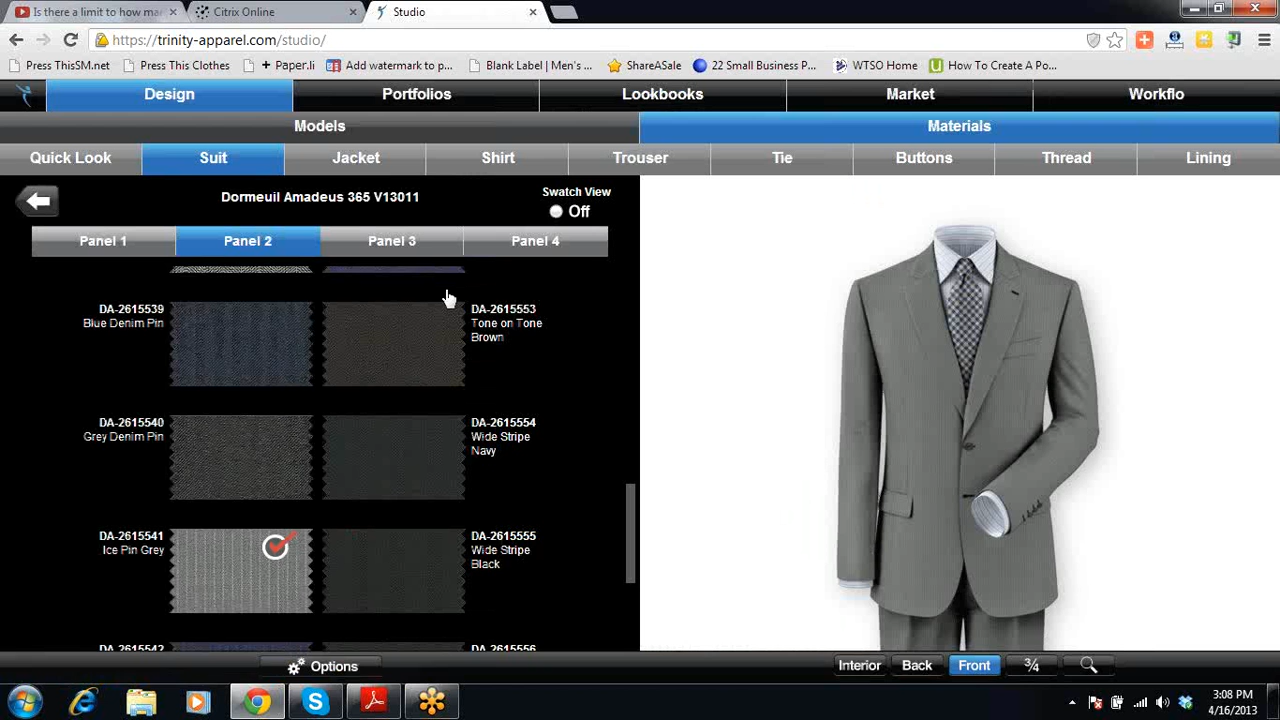 Is there a limit to how ma
Citrix Online
Studio
https://trinity-apparel.com/studio/
Press ThisSM.net
Press This Clothes
+ Paper.li
Add watermark to p...
Blank Label | Men's ...
ShareASale
22 Small Business P...
WTSO Home
How To Create A Po...
Design
Portfolios
Lookbooks
Market
Workflo
Models
Materials
Quick Look
Suit
Jacket
Shirt
Trouser
Tie
Buttons
Thread
Lining
Dormeuil Amadeus 365 V13011
Swatch View
Off
Panel 1
Panel 2
Panel 3
Panel 4
DA-2615539
Blue Denim Pin
DA-2615553
Tone on Tone
Brown
DA-2615540
Grey Denim Pin
DA-2615554
Wide Stripe
Navy
DA-2615541
Ice Pin Grey
DA-2615555
Wide Stripe
Black
DA-2615542
DA-2615556
Options
Interior
Back
Front
¾
3:08 PM
4/16/2013